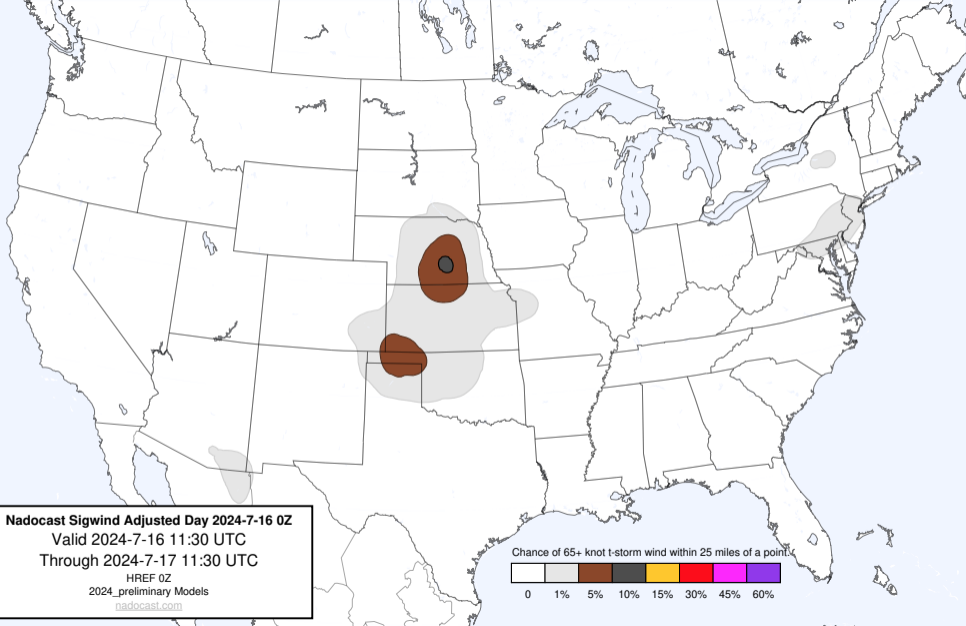 Nadocast Sigwind Adjusted Day 2024-7-16 0Z
Valid 2024-7-16 11:30 UTC
Through 2024-7-17 11:30 UTC
HREF 0Z
2024_preliminary Models
nadocast.com
Chance of 65+ knot t-storm wind within 25 miles of a point.
0 1% 5% 10% 15% 30% 45% 60%